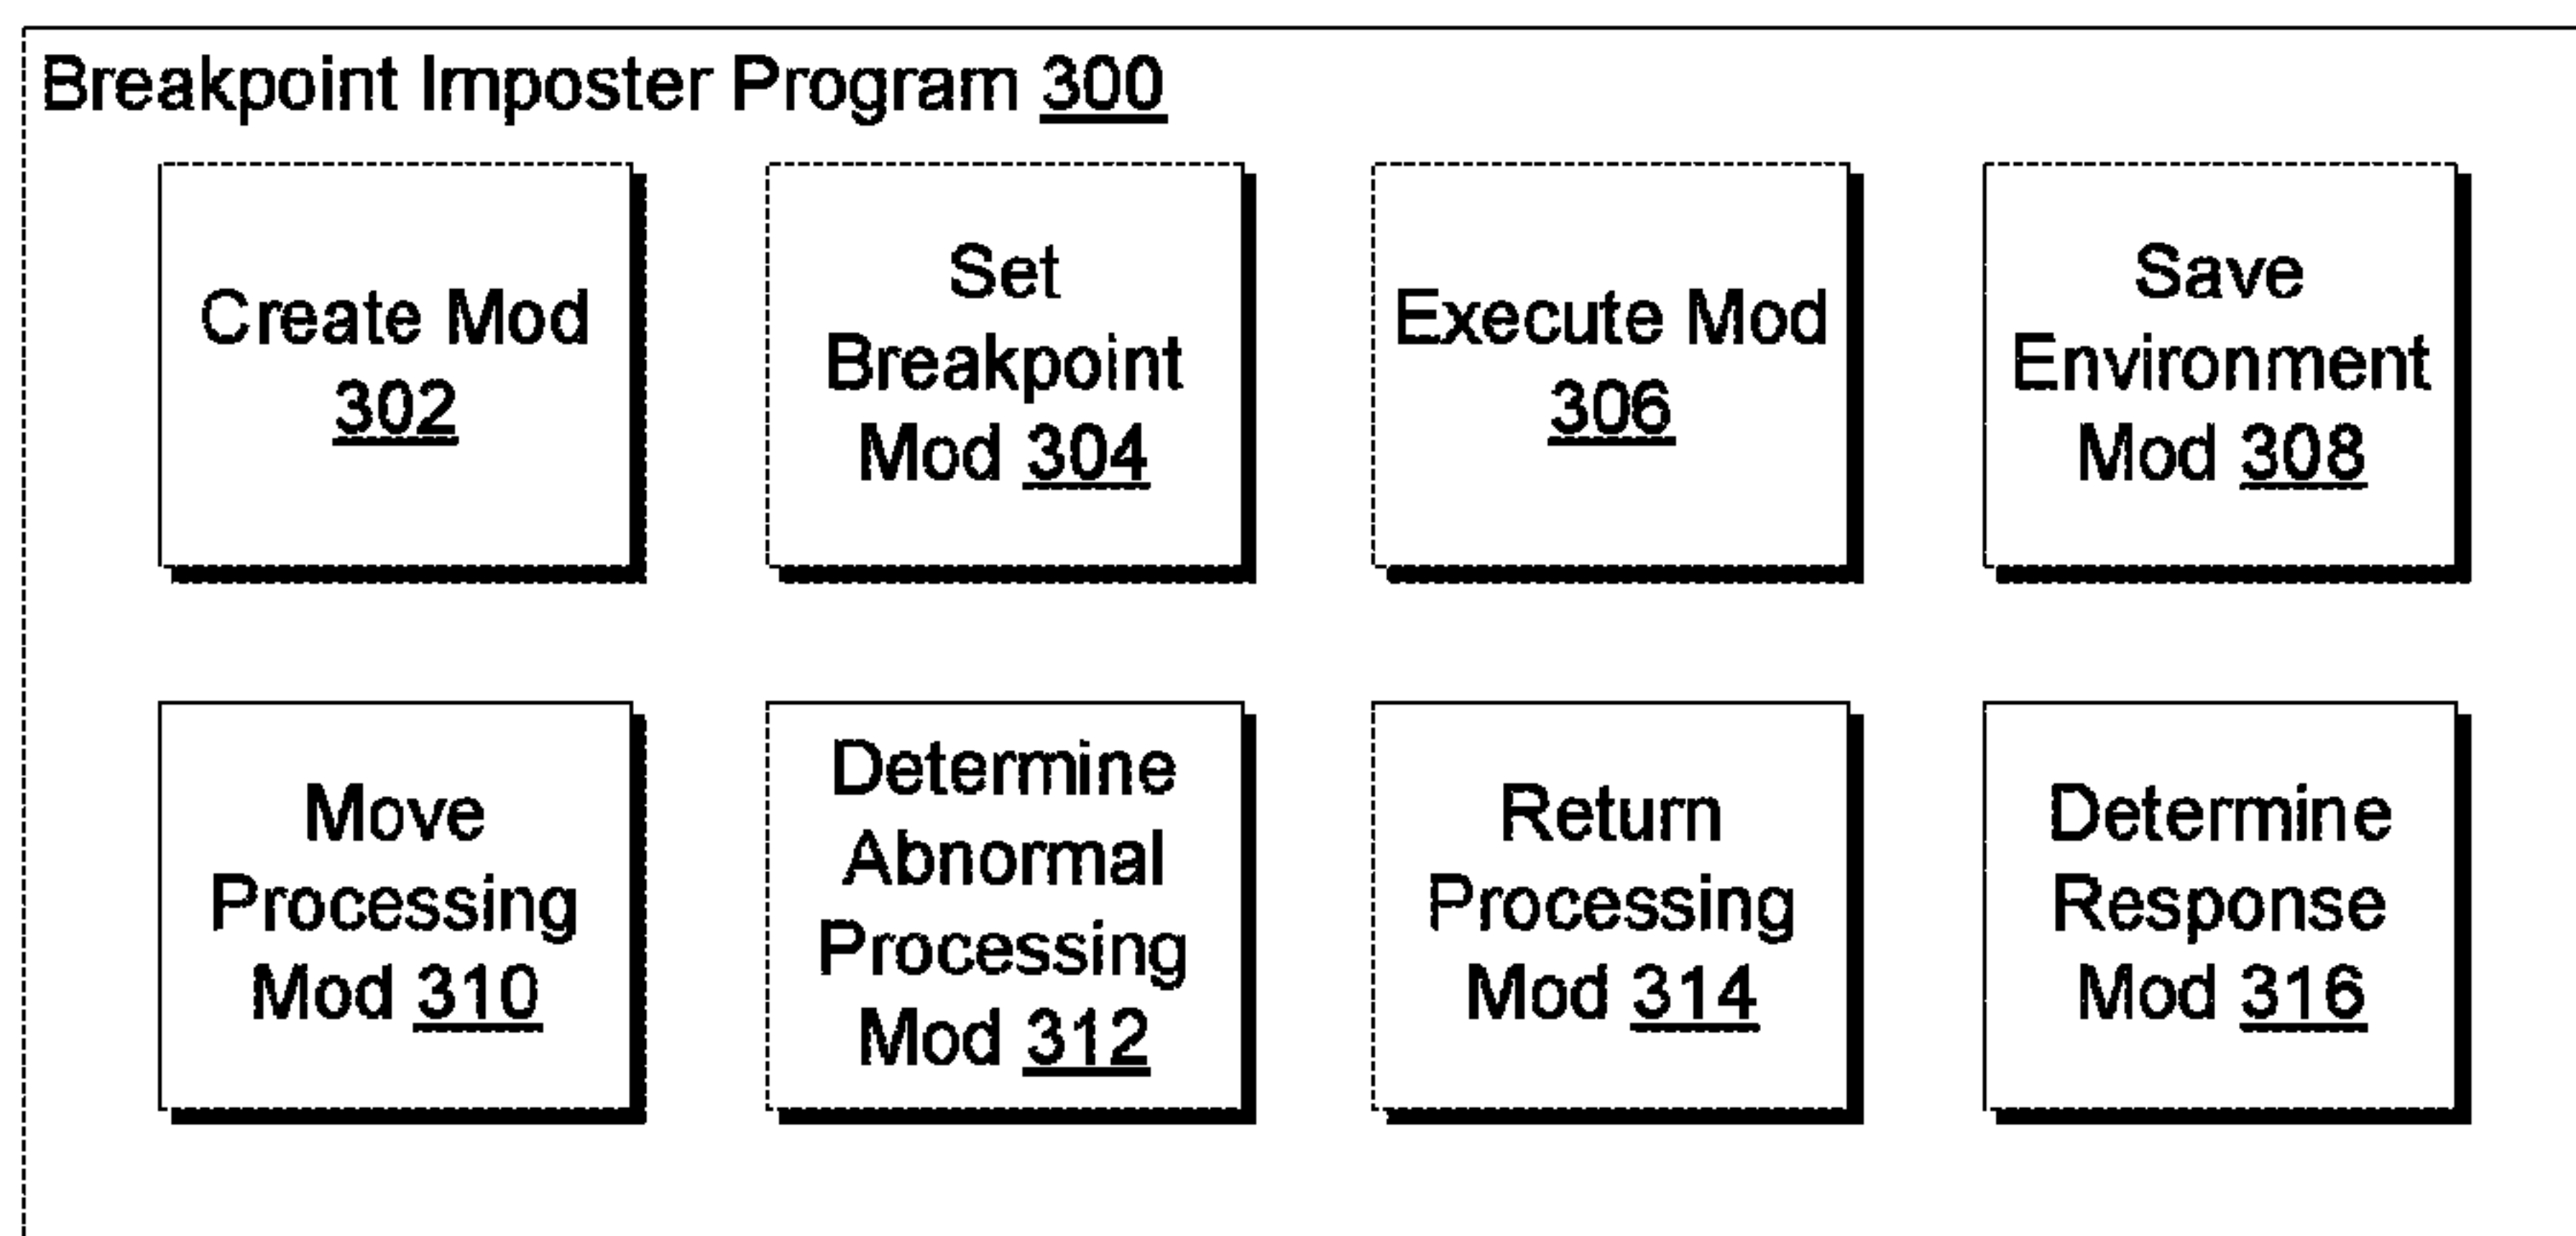 Breakpoint Imposter Program 300
Create Mod
302
Set
Breakpoint
Mod 304
Execute Mod
306
Save
Environment
Mod 308
Move
Processing
Mod 310
Determine
Abnormal
Processing
Mod 312
Return
Processing
Mod 314
Determine
Response
Mod 316